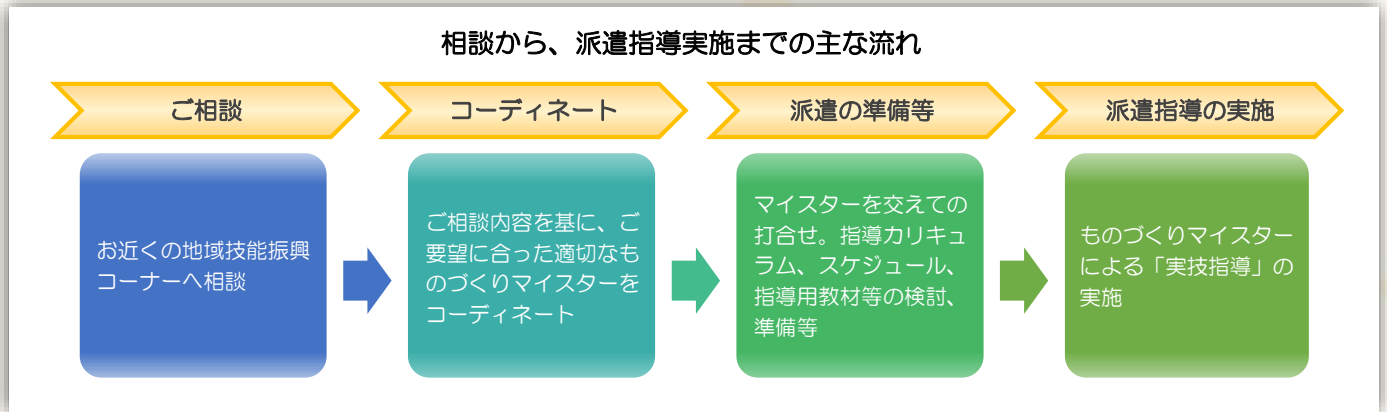 相談から、派遣指導実施までの主な流れ
ご相談
コーディネート
派遣の準備等
派遣指導の実施
お近くの地域技能振興
コーナーへ相談
ご相談内容を基に、ご
要望に合った適切なも
のづくりマイスターを
コーディネート
マイスターを交えての
打合せ。指導カリキュ
ラム、スケジュール、
指導用教材等の検討、
準備等
ものづくりマイスター
による「実技指導」の
実施